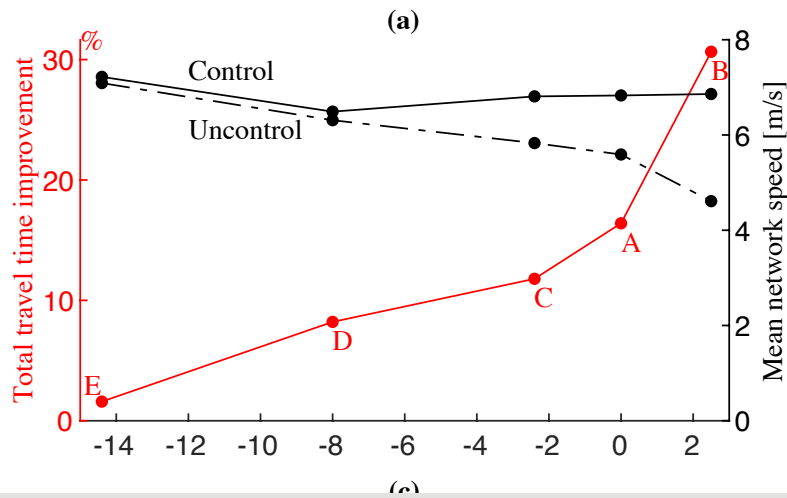 (a)
%
30
20
10
0
Total travel time improvement
Control
Uncontrol
A
B
C
D
E
8
6
4
2
0
Mean network speed [m/s]
-14 -12 -10 -8 -6 -4 -2 0 2
(c)